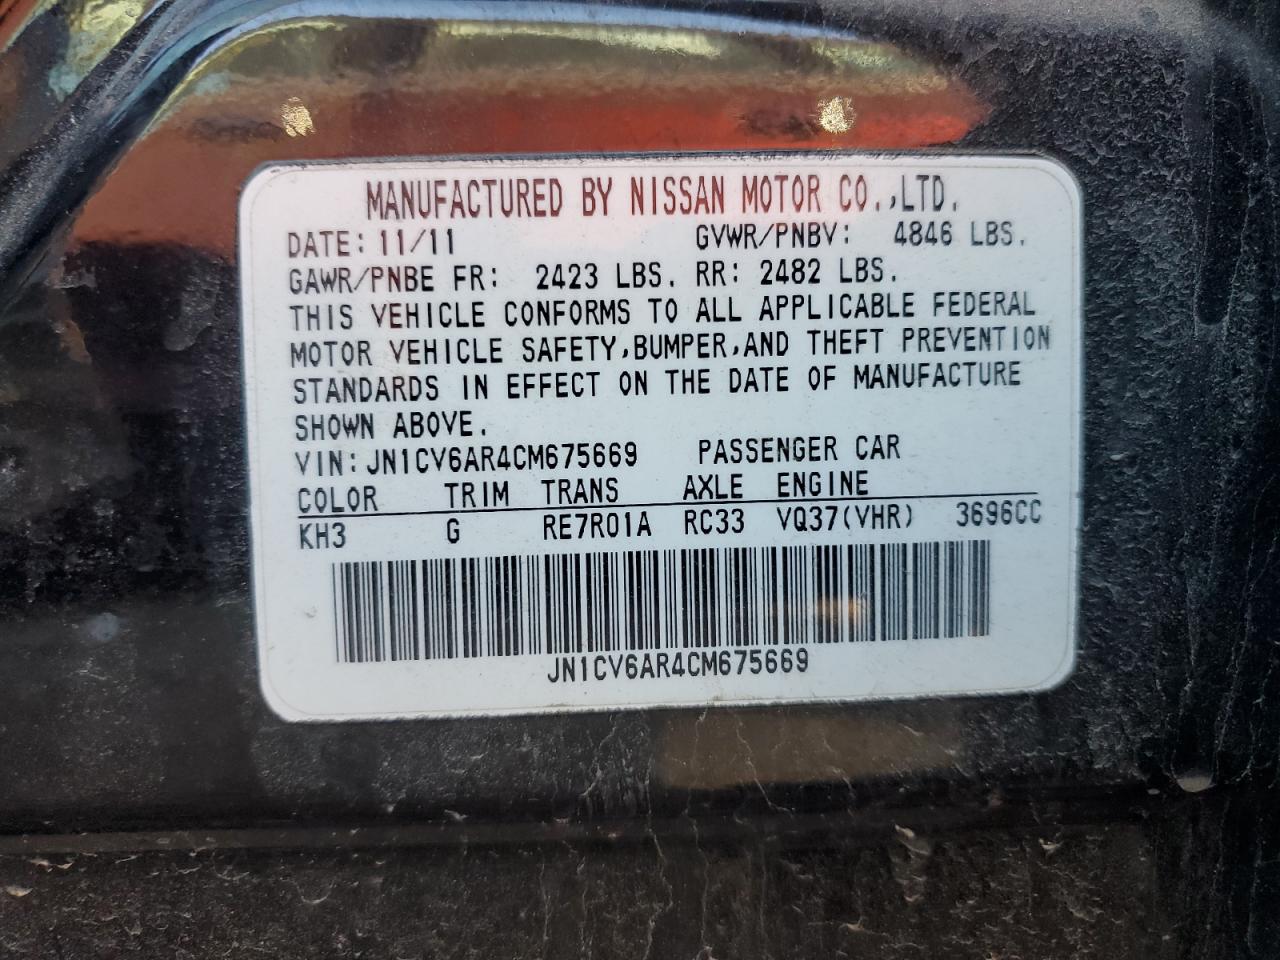 MANUFACTURED BY NISSAN MOTOR CO.,LTD.
DATE: 11/11 GVWR/PNBV: 4846 LBS.
GAWR/PNBE FR: 2423 LBS. RR: 2482 LBS.
THIS VEHICLE CONFORMS TO ALL APPLICABLE FEDERAL
MOTOR VEHICLE SAFETY,BUMPER,AND THEFT PREVENTION
STANDARDS IN EFFECT ON THE DATE OF MANUFACTURE
SHOWN ABOVE.
VIN: JN1CV6AR4CM675669 PASSENGER CAR
COLOR TRIM TRANS AXLE ENGINE
KH3 G RE7R01A RC33 VQ37(VHR) 3696CC
JN1CV6AR4CM675669